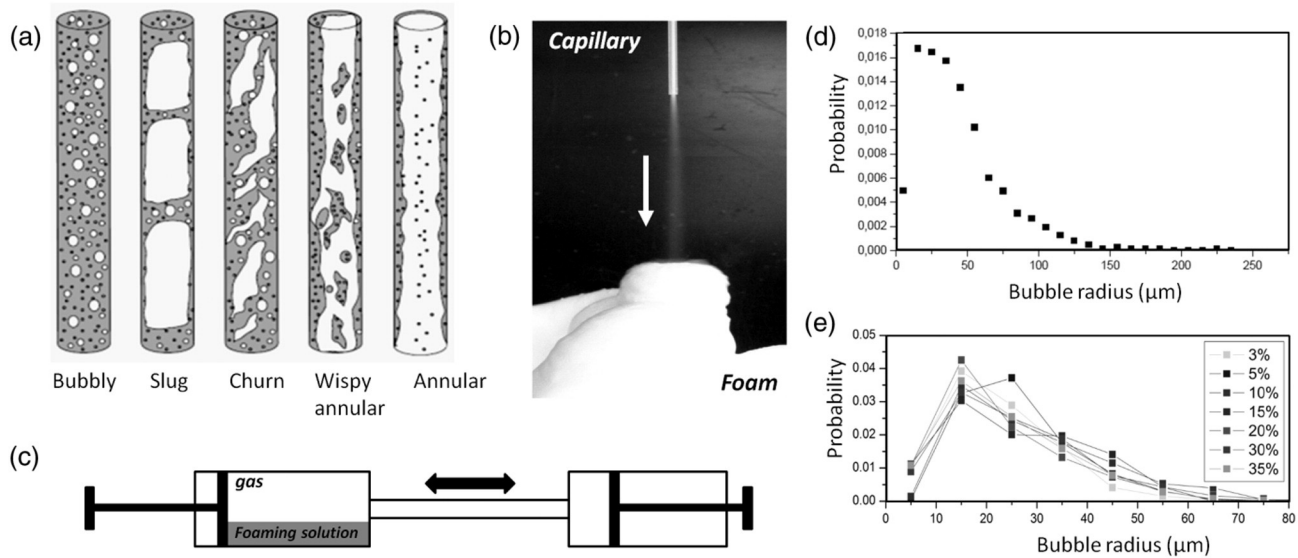 (a)
Bubbly
Slug
Churn
Wispy
annular
Annular
(b)
Capillary
Foam
(c)
gas
Foaming solution
(d)
Probability
0,018
0,016
0,014
0,012
0,010
0,008
0,006
0,004
0,002
0,000
0
50
100
150
200
250
Bubble radius (μm)
(e)
Probability
0.05
0.04
0.03
0.02
0.01
0.00
0
10
20
30
40
50
60
70
80
Bubble radius (μm)
3%
5%
10%
15%
20%
30%
35%